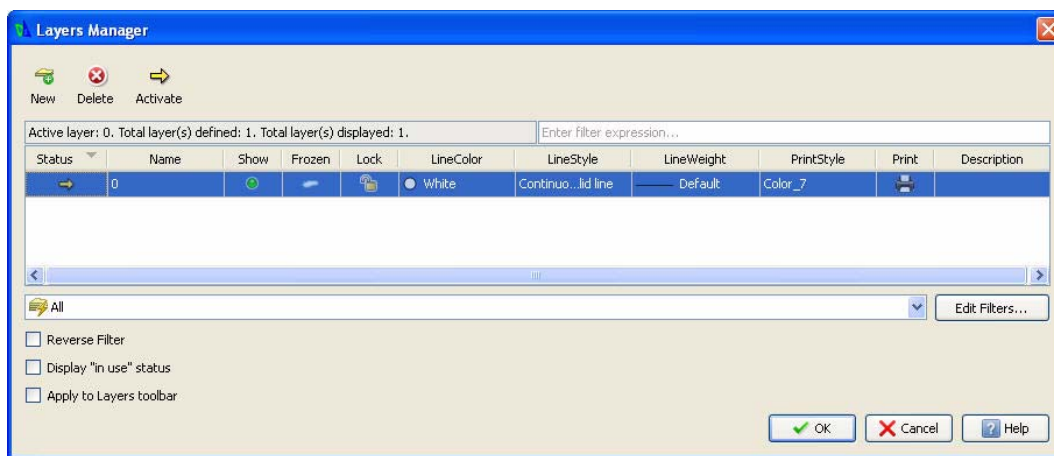 Layers Manager
New Delete Activate
Active layer: 0. Total layer(s) defined: 1. Total layer(s) displayed: 1. Enter filter expression...
Status Name Show Frozen Lock LineColor LineStyle LineWeight PrintStyle Print Description
0 White Continuo...lid line Default Color_7
All Edit Filters...
Reverse Filter
Display "in use" status
Apply to Layers toolbar
OK Cancel Help